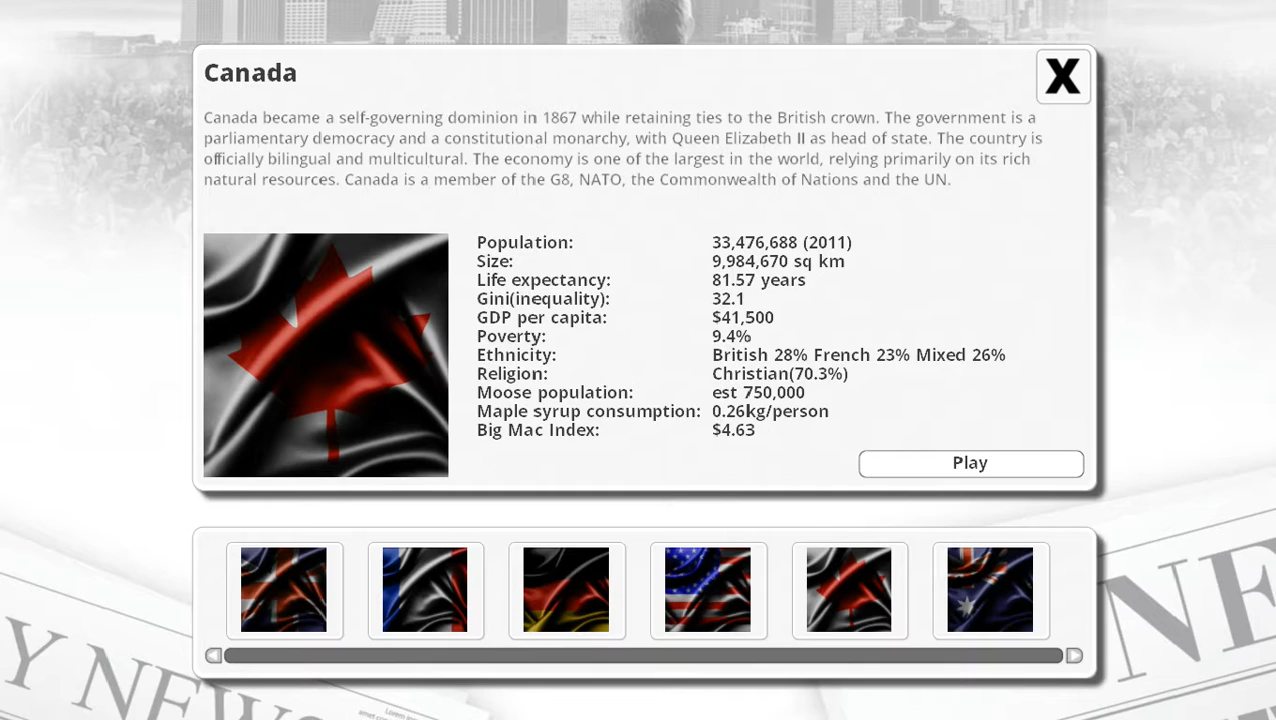 Canada
X
Canada became a self-governing dominion in 1867 while retaining ties to the British crown. The government is a
parliamentary democracy and a constitutional monarchy, with Queen Elizabeth II as head of state. The country is
officially bilingual and multicultural. The economy is one of the largest in the world, relying primarily on its rich
natural resources. Canada is a member of the G8, NATO, the Commonwealth of Nations and the UN.
Population: 33,476,688 (2011)
Size: 9,984,670 sq km
Life expectancy: 81.57 years
Gini(inequality): 32.1
GDP per capita: $41,500
Poverty: 9.4%
Ethnicity: British 28% French 23% Mixed 26%
Religion: Christian(70.3%)
Moose population: est 750,000
Maple syrup consumption: 0.26kg/person
Big Mac Index: $4.63
Play
Y NEWS
NE